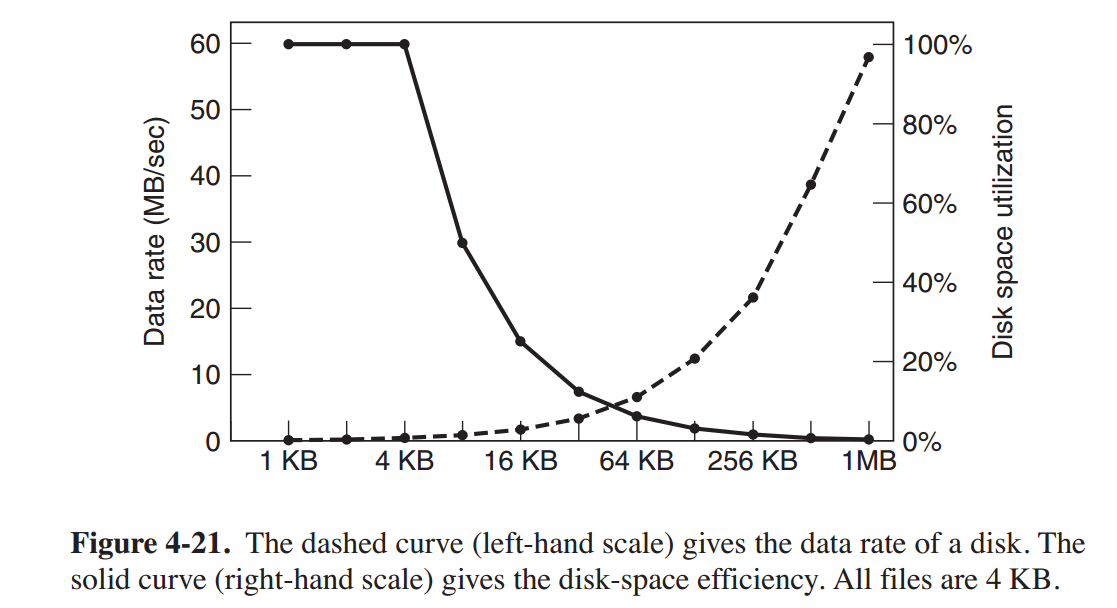 60
50
40
30
20
10
0
Data rate (MB/sec)
100%
80%
60%
40%
20%
0%
Disk space utilization
1 KB 4 KB 16 KB 64 KB 256 KB 1MB
Figure 4-21. The dashed curve (left-hand scale) gives the data rate of a disk. The
solid curve (right-hand scale) gives the disk-space efficiency. All files are 4 KB.